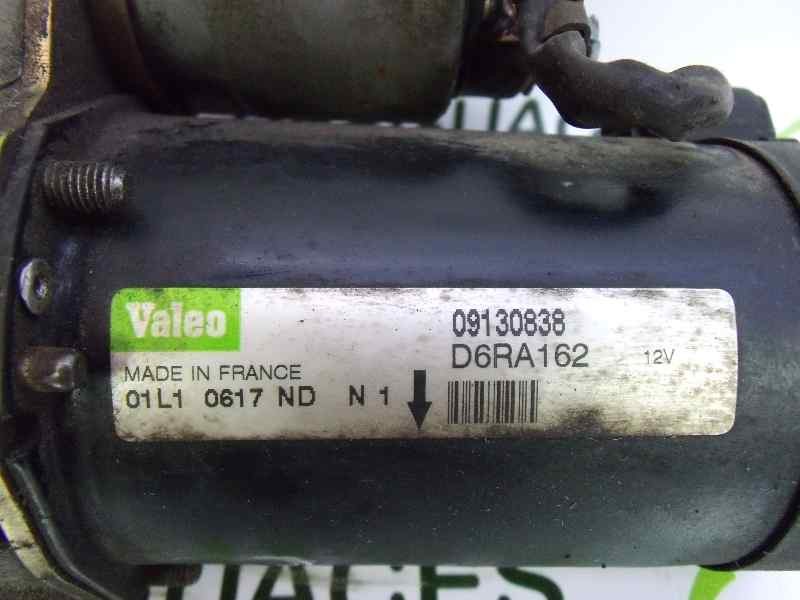 Valeo
09130838
D6RA162 12V
MADE IN FRANCE
01L1 0617 ND N 1